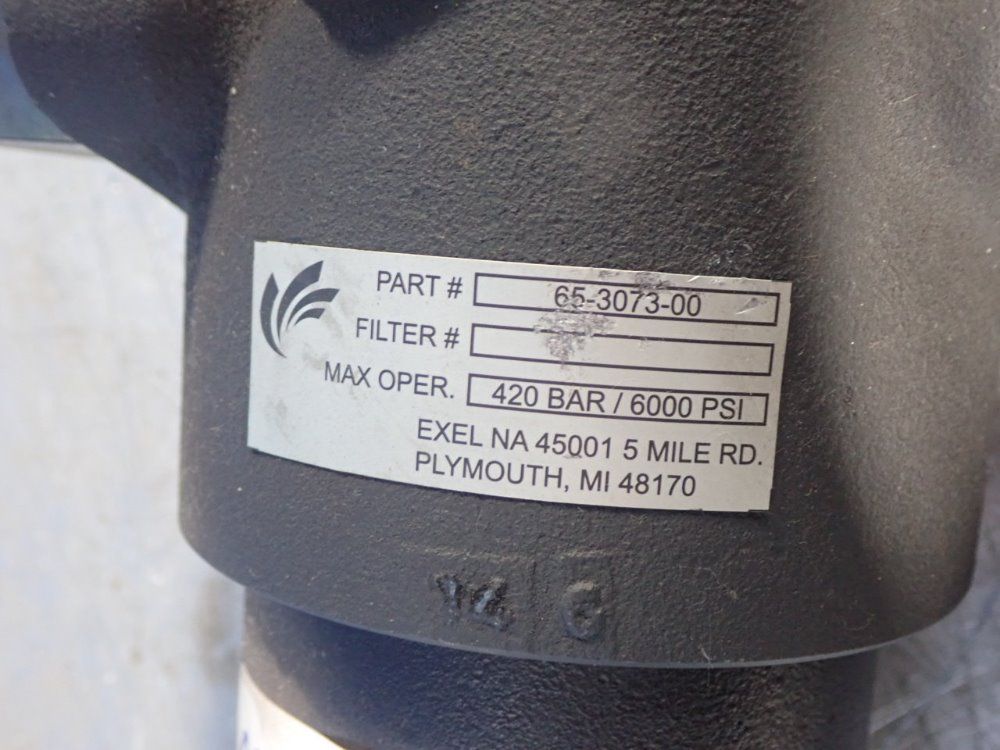 PART # 65-3073-00
FILTER #
MAX OPER. 420 BAR / 6000 PSI
EXEL NA 45001 5 MILE RD.
PLYMOUTH, MI 48170
14 G